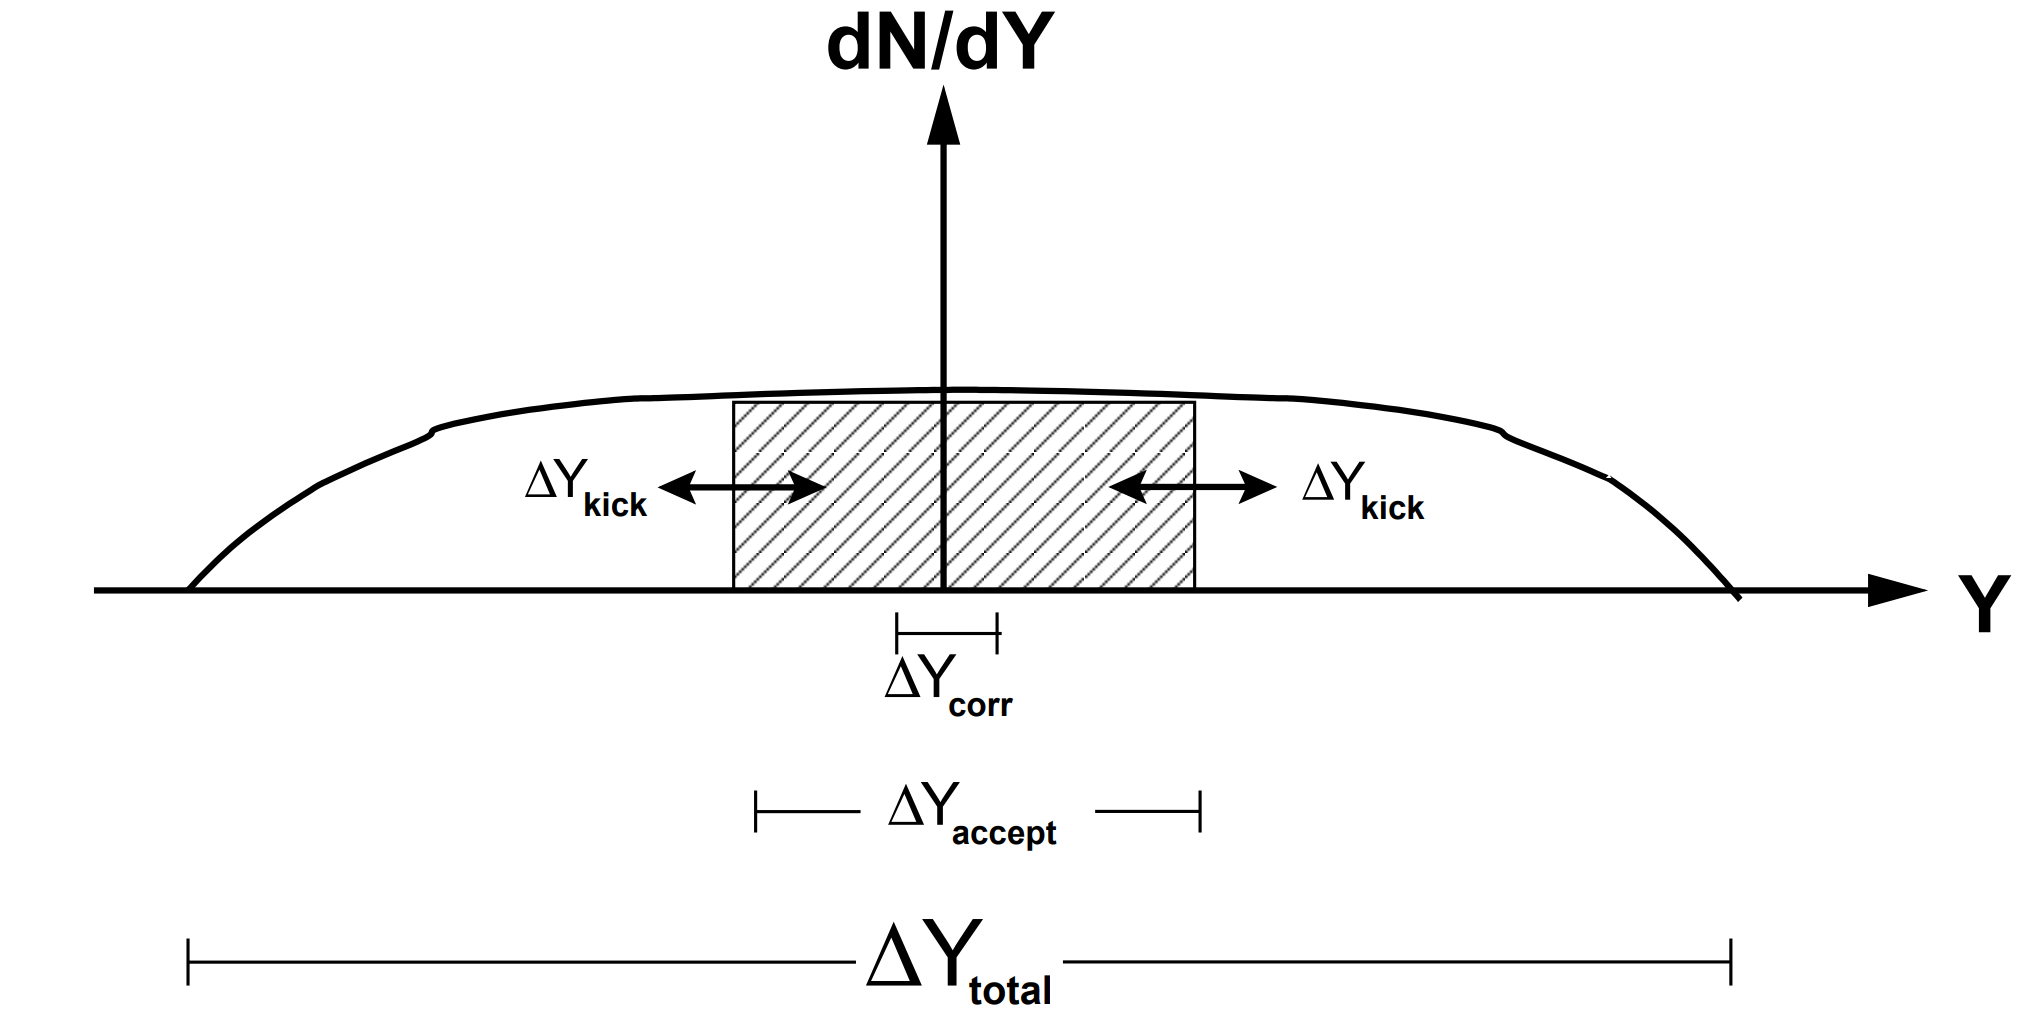 dN/dY
ΔYkick
ΔYkick
Y
ΔYcorr
ΔYaccept
ΔYtotal